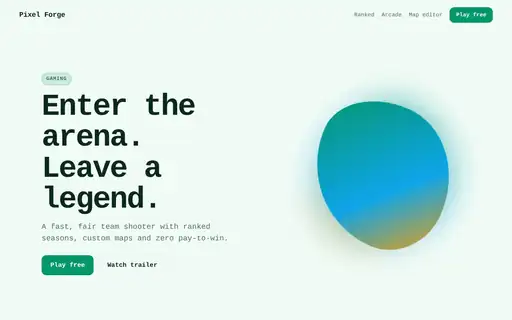 Pixel Forge
Ranked Arcade Map editor Play free
GAMING
Enter the
arena.
Leave a
legend.
A fast, fair team shooter with ranked
seasons, custom maps and zero pay-to-win.
Play free Watch trailer